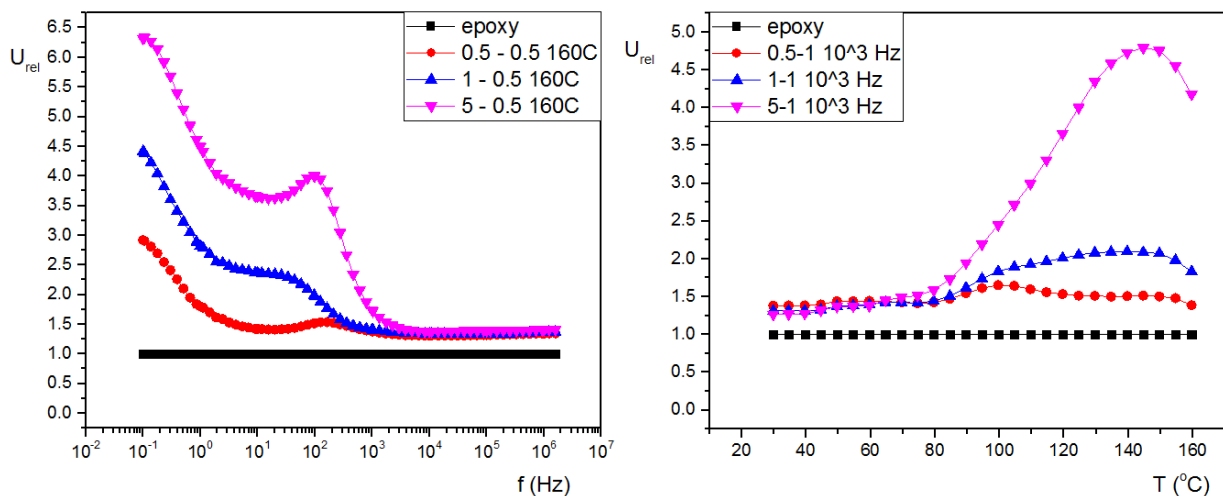 6.5
6.0
5.5
5.0
4.5
4.0
3.5
3.0
2.5
2.0
1.5
1.0
0.5
0.0
U_rel
epoxy
0.5 - 0.5 160C
1 - 0.5 160C
5 - 0.5 160C
10^-2 10^-1 10^0 10^1 10^2 10^3 10^4 10^5 10^6 10^7
f (Hz)
5.0
4.5
4.0
3.5
3.0
2.5
2.0
1.5
1.0
0.5
0.0
U_rel
epoxy
0.5-1 10^3 Hz
1-1 10^3 Hz
5-1 10^3 Hz
20 40 60 80 100 120 140 160
T (°C)